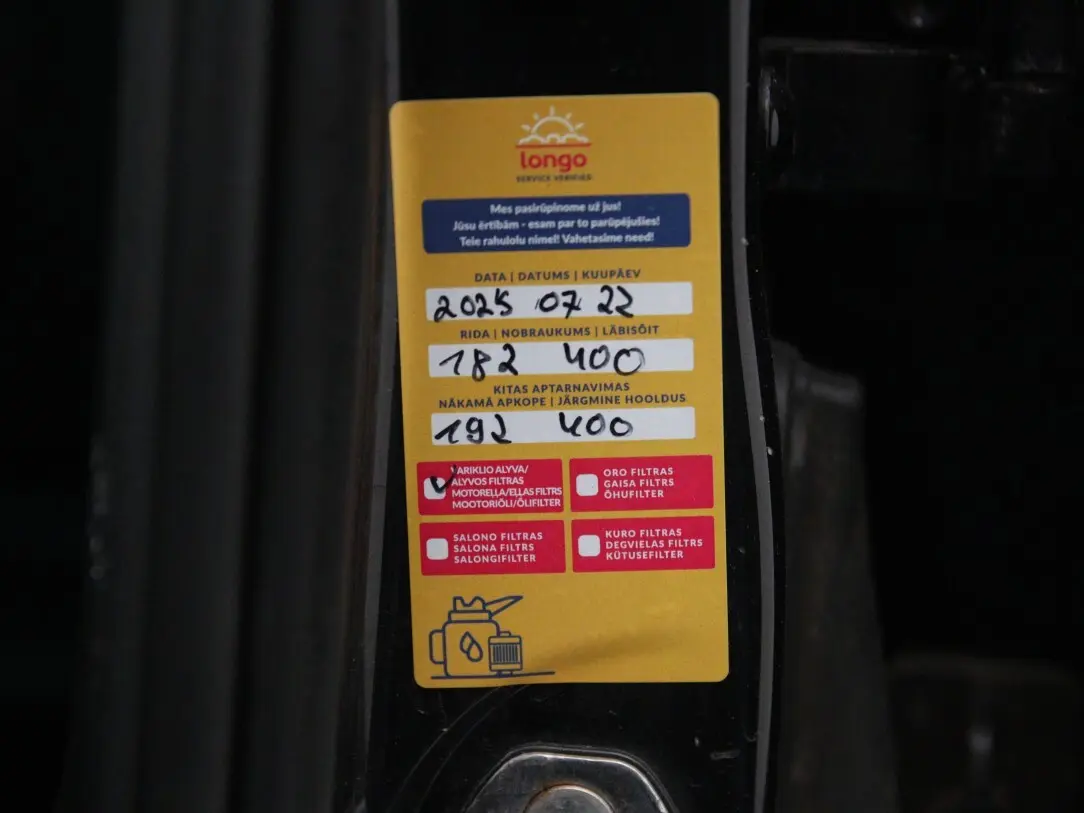 longo
SERVICE VERIFIED
Mes pasirūpinome už jus!
Jūsu ērtībām - esam par to parūpējušies!
Teie rahulolu nimel! Vahetasime need!
DATA | DATUMS | KUUPÄEV
2025 07 22
RIDA | NOBRAUKUMS | LÄBISÕIT
182 400
KITAS APTARNAVIMAS
NĀKAMĀ APKOPE | JÄRGMINE HOOLDUS
192 400
VARIKLIO ALYVA/
ALYVOS FILTRAS
MOTOREĻĻA/EĻĻAS FILTRS
MOOTORIÕLI/ÕLIFILTER
ORO FILTRAS
GAISA FILTRS
ÕHUFILTER
SALONO FILTRAS
SALONA FILTRS
SALONGIFILTER
KURO FILTRAS
DEGVIELAS FILTRS
KÜTUSEFILTER